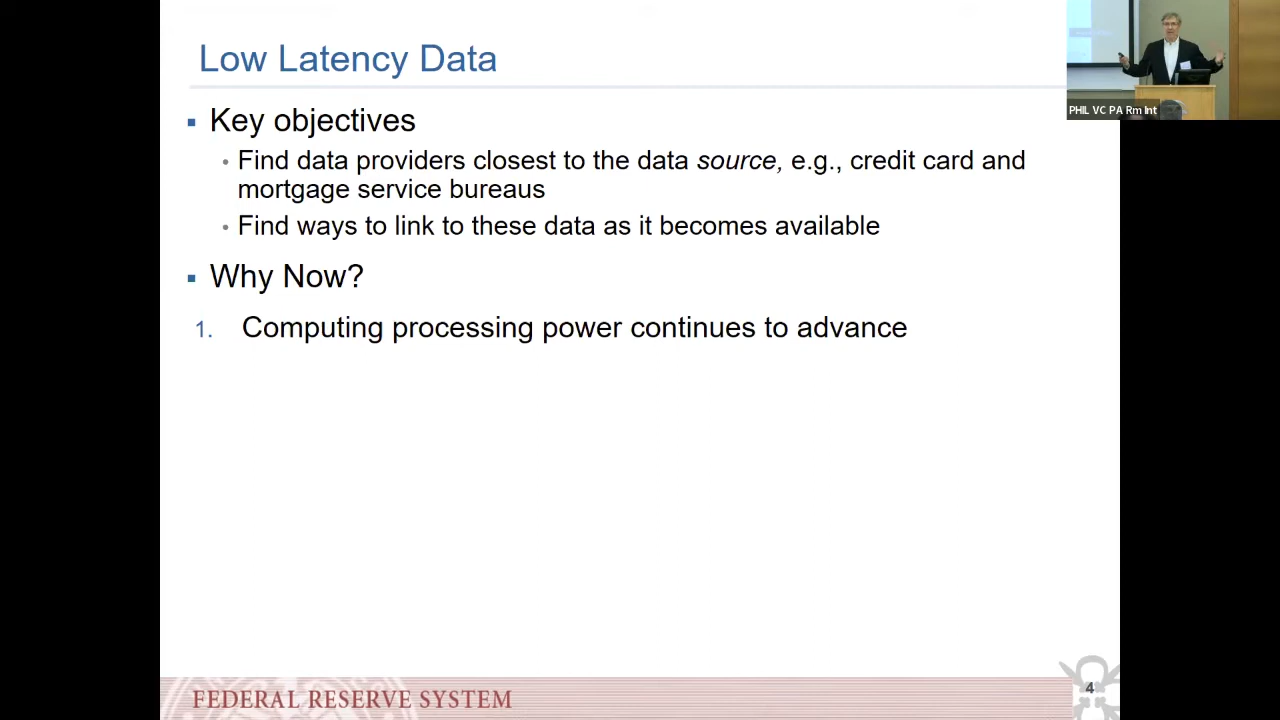 Low Latency Data
PHIL VC PA Rm Int
▪ Key objectives
• Find data providers closest to the data source, e.g., credit card and
mortgage service bureaus
• Find ways to link to these data as it becomes available
▪ Why Now?
1. Computing processing power continues to advance
FEDERAL RESERVE SYSTEM
4